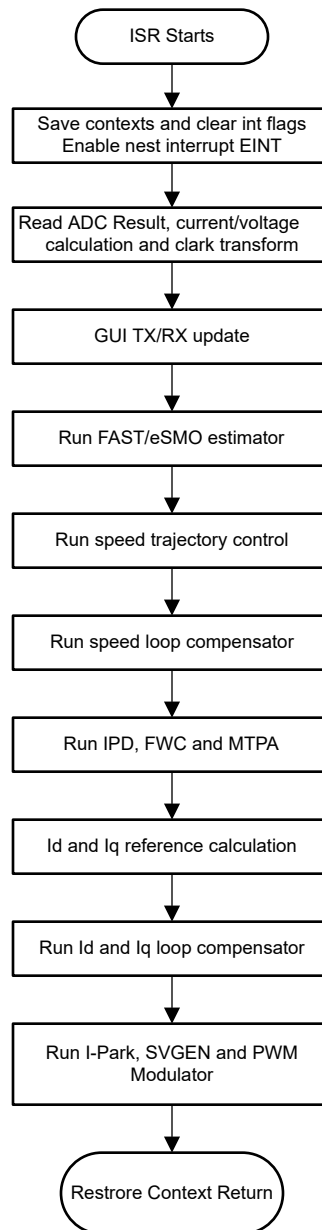 ISR Starts
Save contexts and clear int flags
Enable nest interrupt EINT
Read ADC Result, current/voltage
calculation and clark transform
GUI TX/RX update
Run FAST/eSMO estimator
Run speed trajectory control
Run speed loop compensator
Run IPD, FWC and MTPA
Id and Iq reference calculation
Run Id and Iq loop compensator
Run I-Park, SVGEN and PWM
Modulator
Restrore Context Return